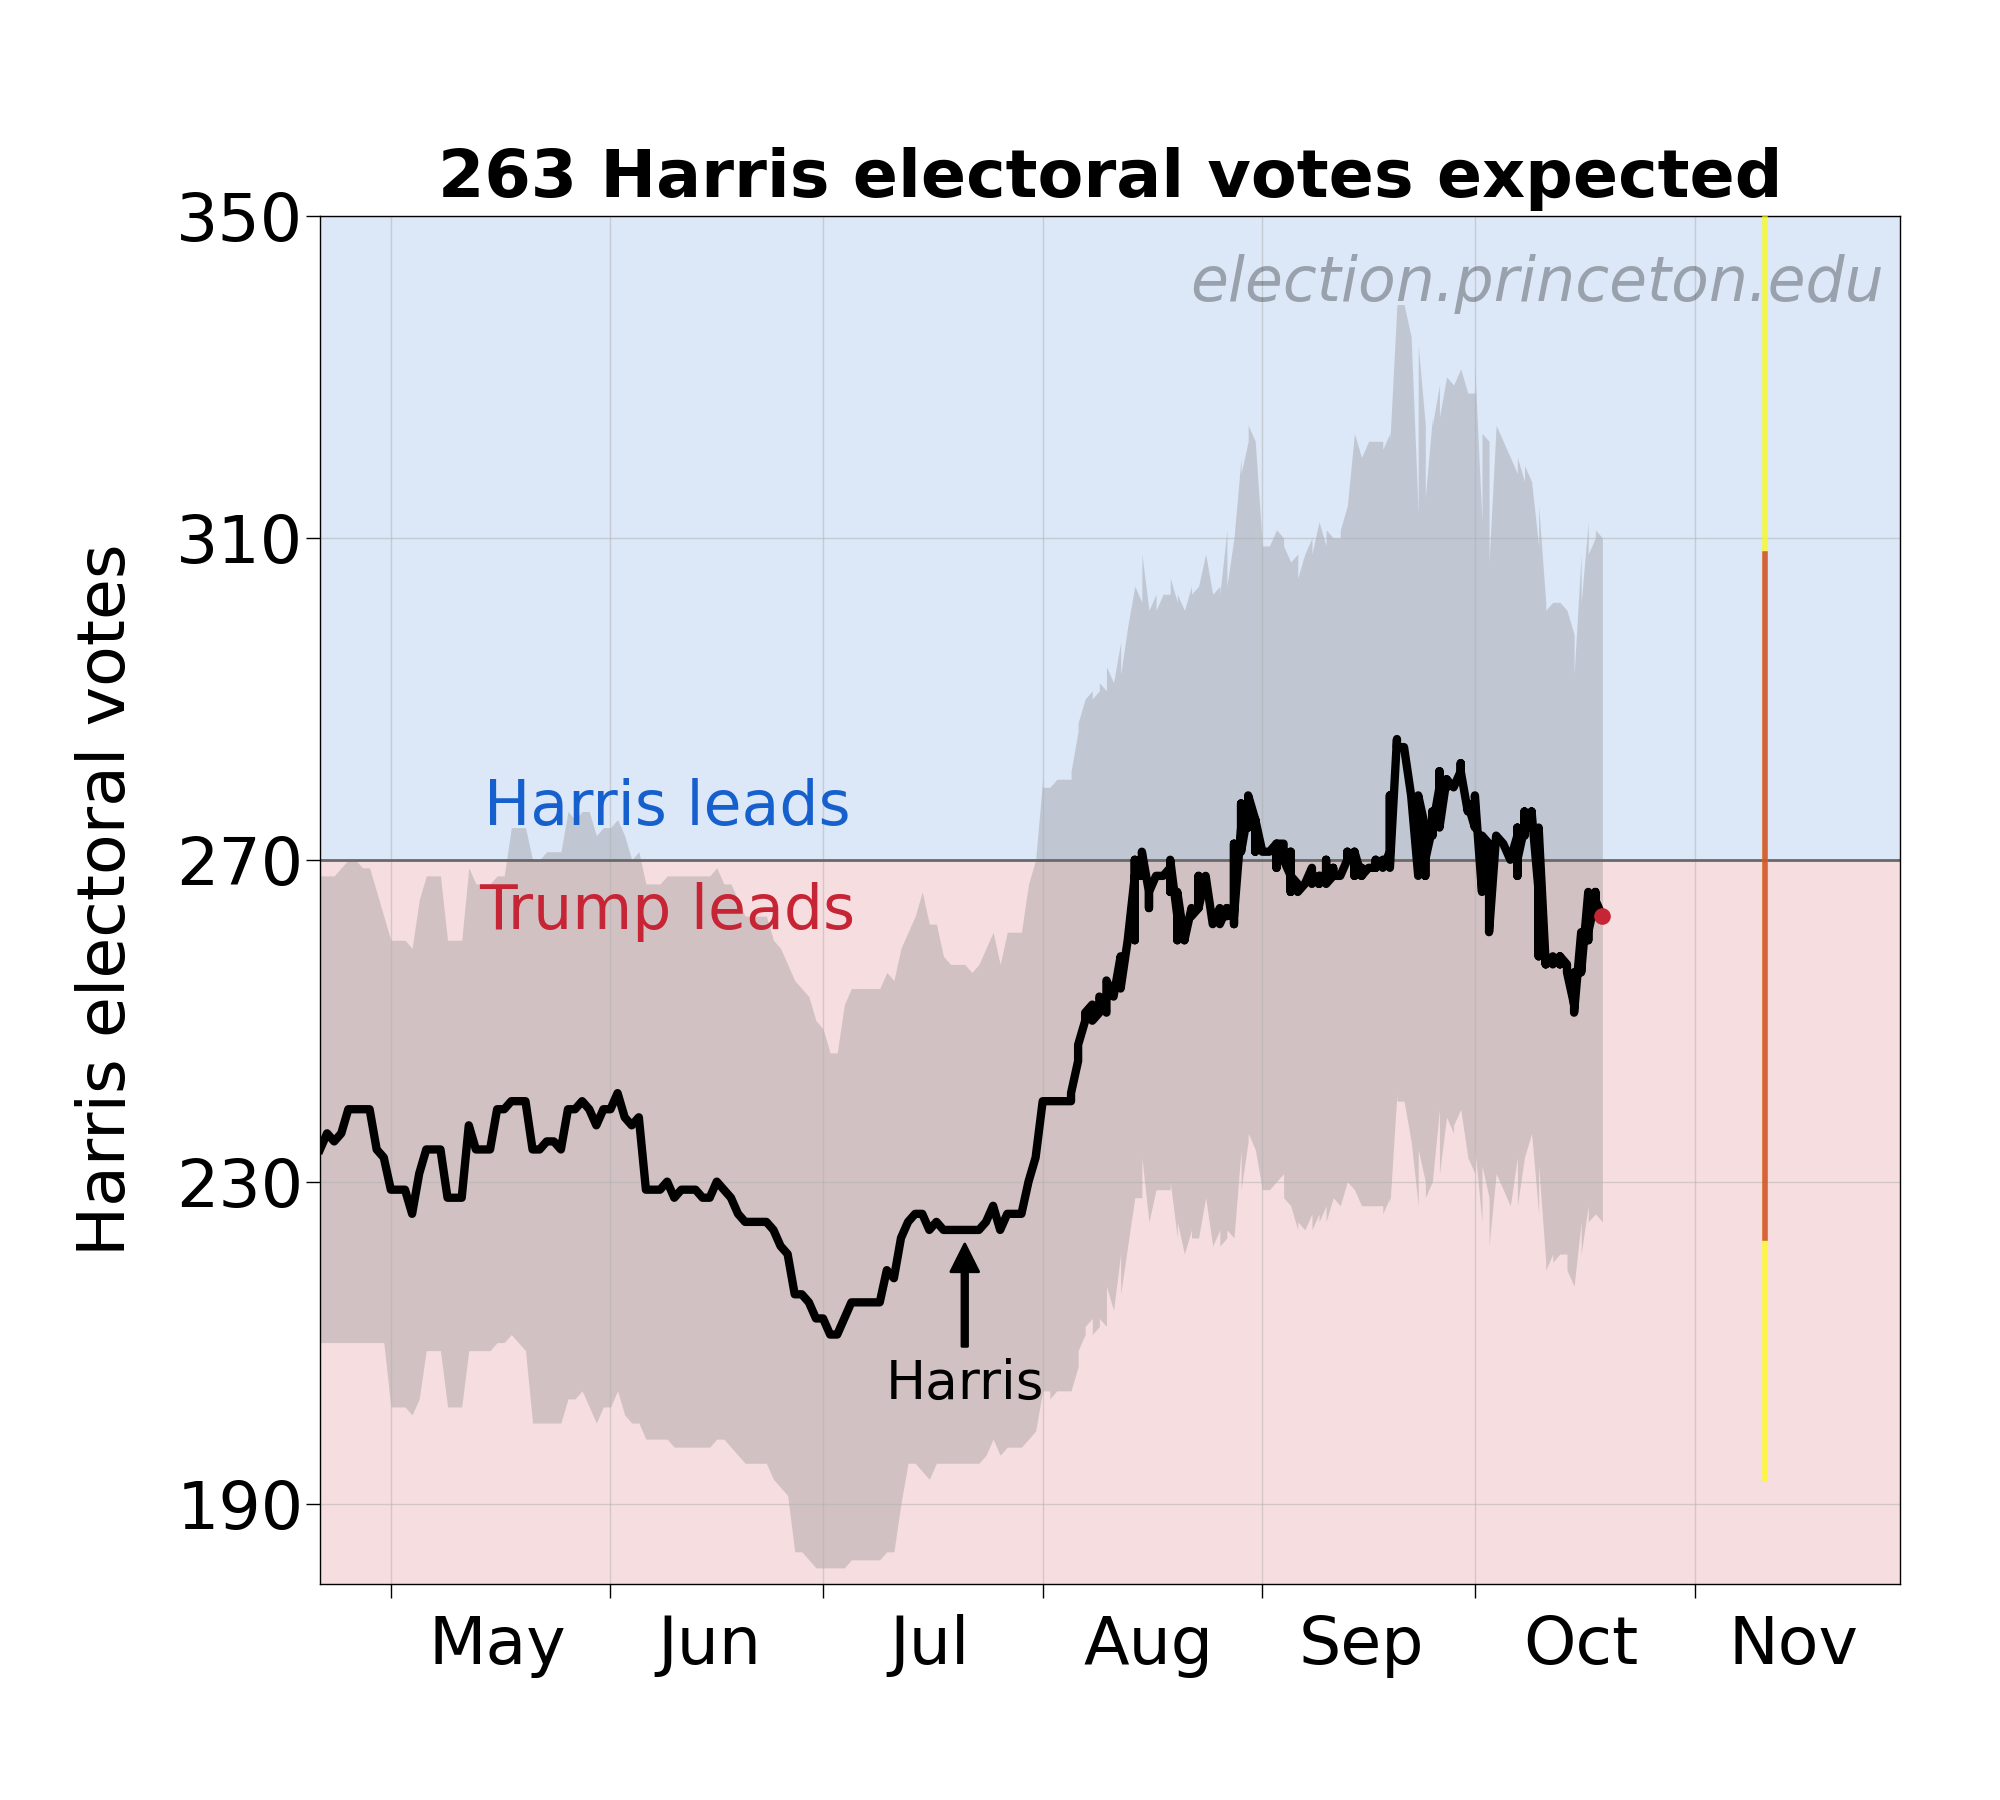 263 Harris electoral votes expected
election.princeton.edu
350
310
270
230
190
Harris electoral votes
Harris leads
Trump leads
Harris
May Jun Jul Aug Sep Oct Nov